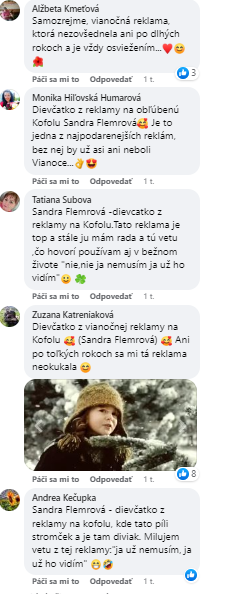 Alžbeta Kmeťová
Samozrejme, vianočná reklama,
ktorá nezovšednela ani po dlhých
rokoch a je vždy osviežením...❤️😊
🌺
Páči sa mi to Odpovedať 1 t.
3
Monika Hiľovská Humarová
Dievčatko z reklamy na obľúbenú
Kofolu Sandra Flemrová🥰 Je to
jedna z najpodarenejších reklám,
bez nej by už asi ani neboli
Vianoce...👌😍
Páči sa mi to Odpovedať 1 t.
Tatiana Subova
Sandra Flemrová -dievcatko z
reklamy na Kofolu.Tato reklama je
top a stále ju mám rada a tú vetu
,čo hovorí používam aj v bežnom
živote "nie,nie ja nemusím ja už ho
vidím"😃 🍀
Páči sa mi to Odpovedať 1 t.
Zuzana Katreniaková
Dievčatko z vianočnej reklamy na
Kofolu 🥰 (Sandra Flemrová) 🥰 Ani
po toľkých rokoch sa mi tá reklama
neokukala 😊
8
Páči sa mi to Odpovedať 1 t.
Andrea Kečupka
Sandra Flemrová - dievčatko z
reklamy na kofolu, kde tato píli
stromček a je tam diviak. Milujem
vetu z tej reklamy:"ja už nemusím, ja
už ho vidím" 😁🤣
Páči sa mi to Odpovedať 1 t.